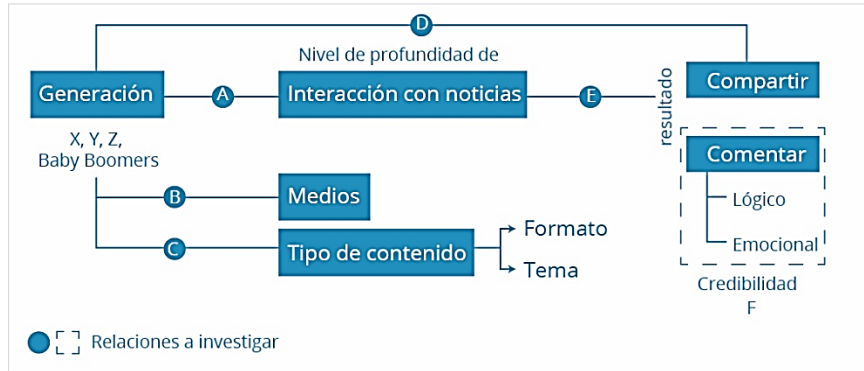 D
Nivel de profundidad de
Generación
A
Interacción con noticias
E
resultado
Compartir
X, Y, Z,
Baby Boomers
Comentar
Lógico
Emocional
B
Medios
C
Tipo de contenido
Formato
Tema
Credibilidad
F
Relaciones a investigar